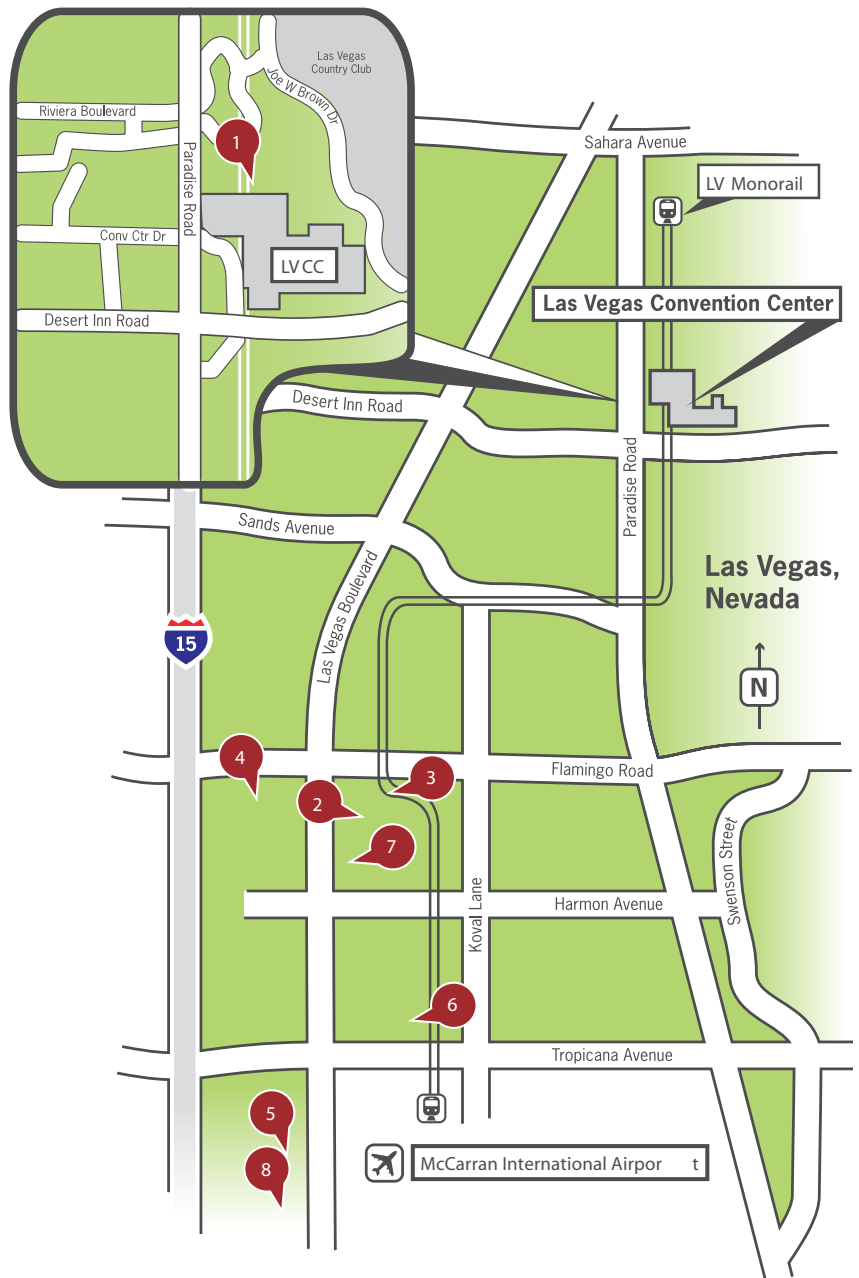 Las Vegas
Country Club
Joe W Brown Dr
Riviera Boulevard
1
Paradise Road
Conv Ctr Dr
LVCC
Desert Inn Road
Sahara Avenue
LV Monorail
Las Vegas Convention Center
Desert Inn Road
Paradise Road
Sands Avenue
Las Vegas Boulevard
Las Vegas,
Nevada
15
N
4
3
Flamingo Road
2
7
Swenson Street
Koval Lane
Harmon Avenue
6
Tropicana Avenue
5
8
McCarran International Airpor t